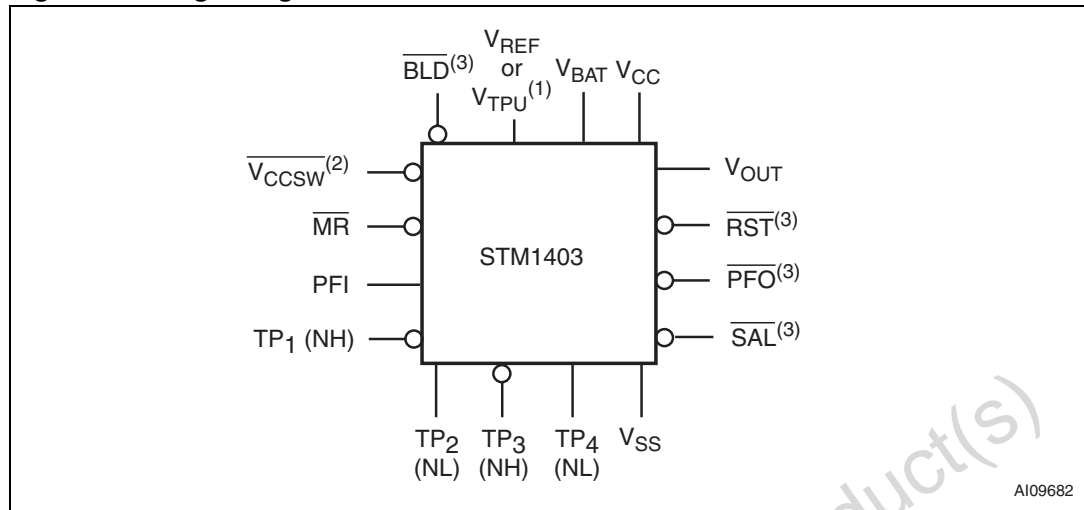 BLD(3)
VREF
or
VTPU(1)
VBAT
VCC
VCCSW(2)
MR
PFI
TP1 (NH)
STM1403
VOUT
RST(3)
PFO(3)
SAL(3)
TP2
(NL)
TP3
(NH)
TP4
(NL)
VSS
duct(s)
AI09682